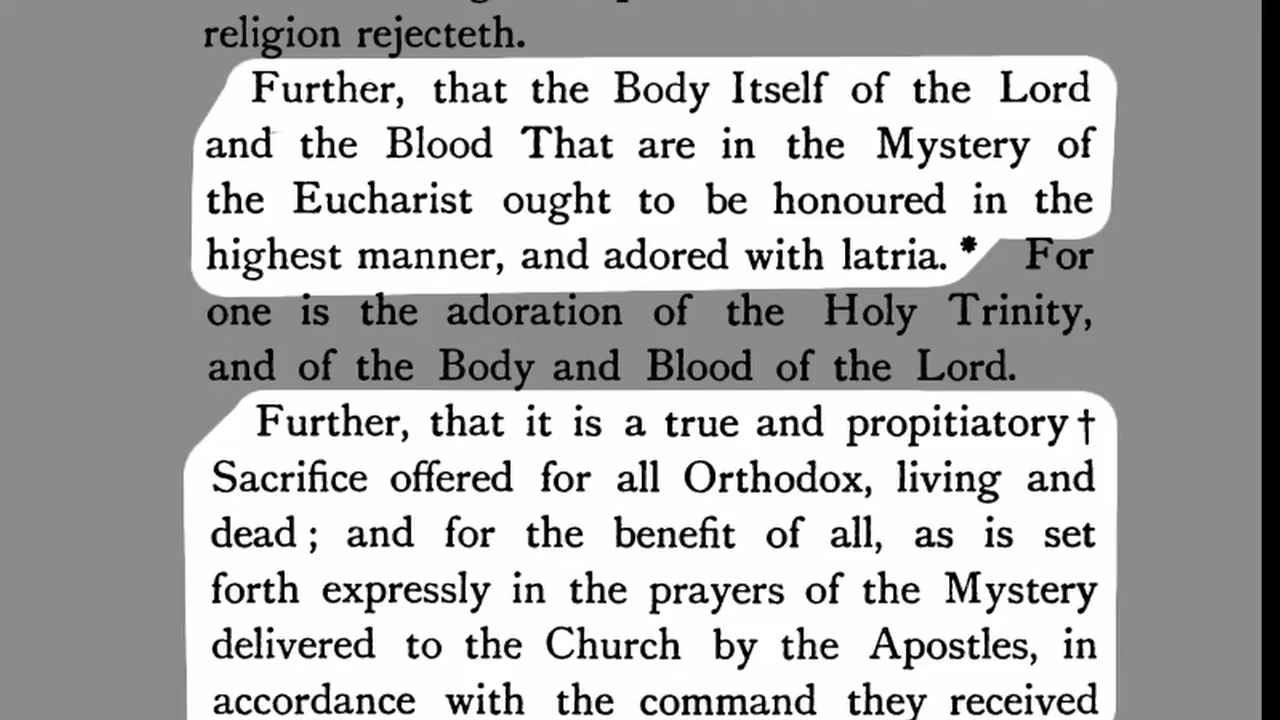 religion rejecteth.
Further, that the Body Itself of the Lord
and the Blood That are in the Mystery of
the Eucharist ought to be honoured in the
highest manner, and adored with latria.* For
one is the adoration of the Holy Trinity,
and of the Body and Blood of the Lord.
Further, that it is a true and propitiatory†
Sacrifice offered for all Orthodox, living and
dead; and for the benefit of all, as is set
forth expressly in the prayers of the Mystery
delivered to the Church by the Apostles, in
accordance with the command they received